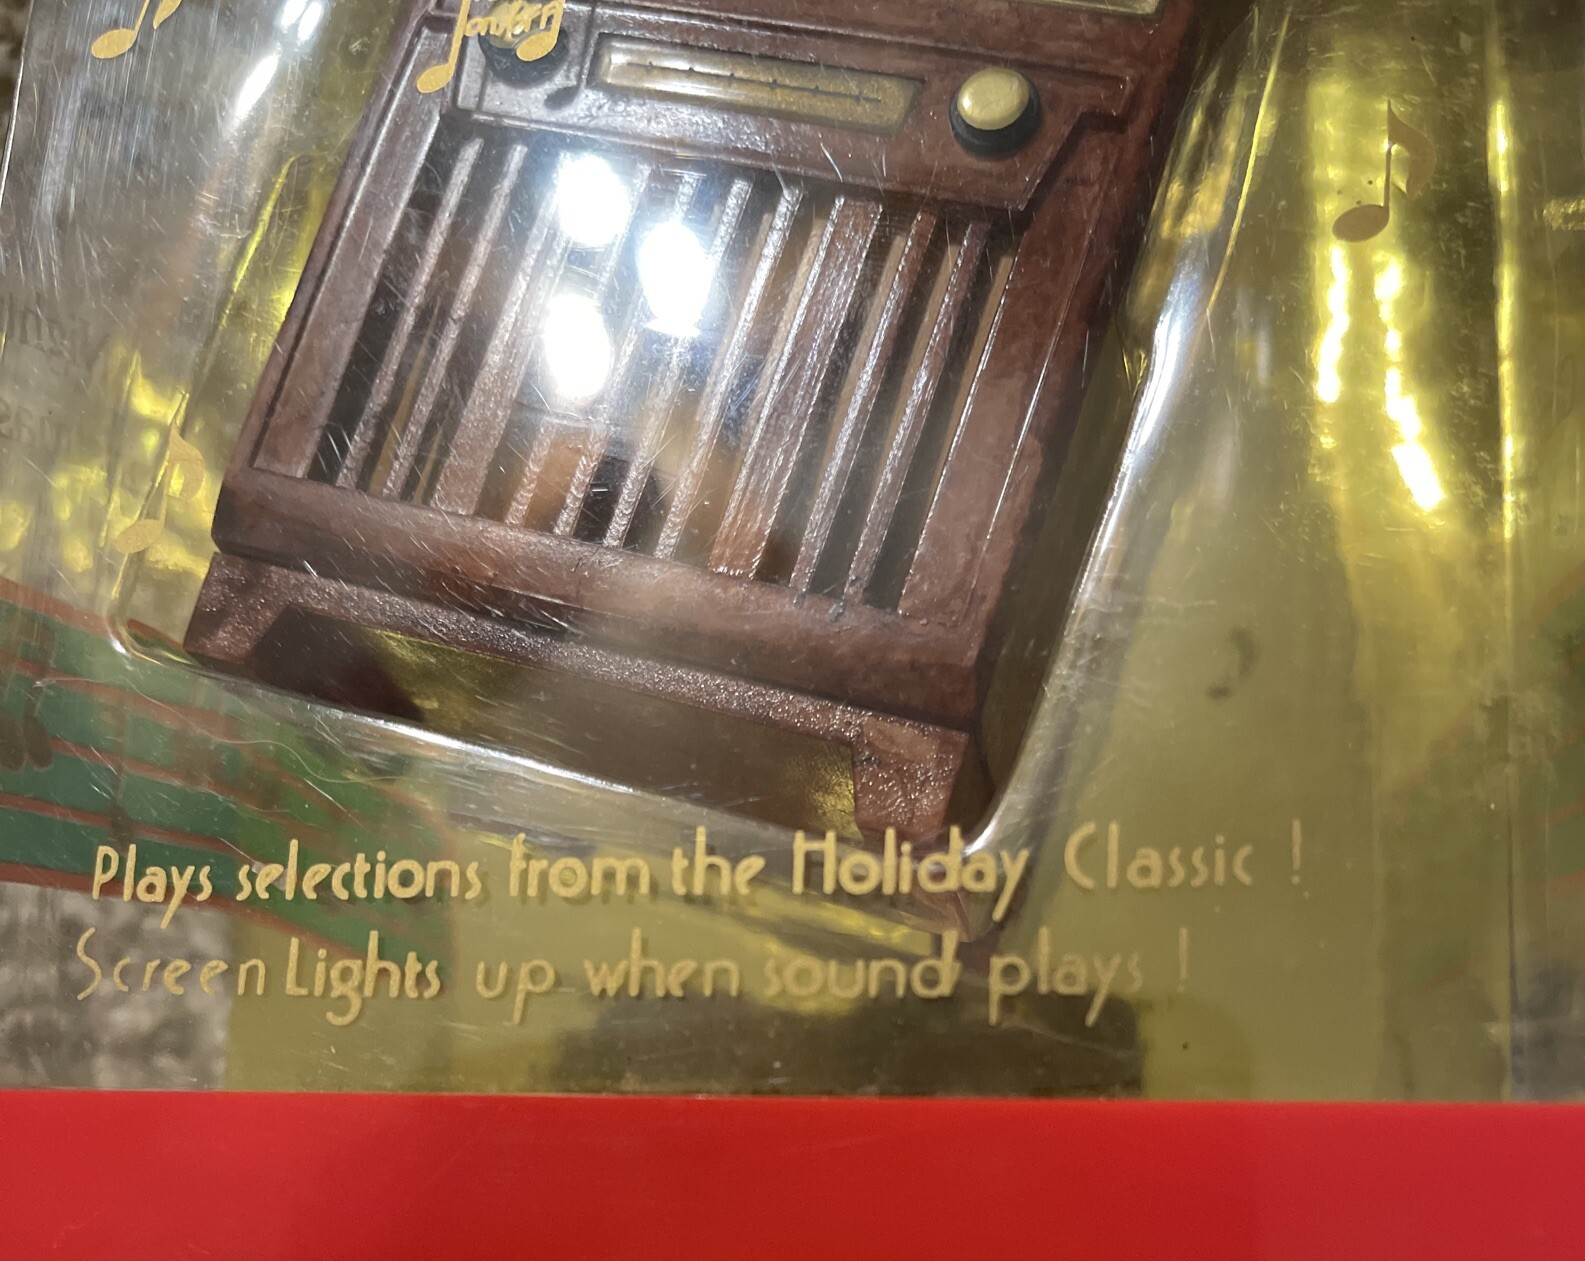 Plays selections from the Holiday Classic!
Screen Lights up when sound plays!